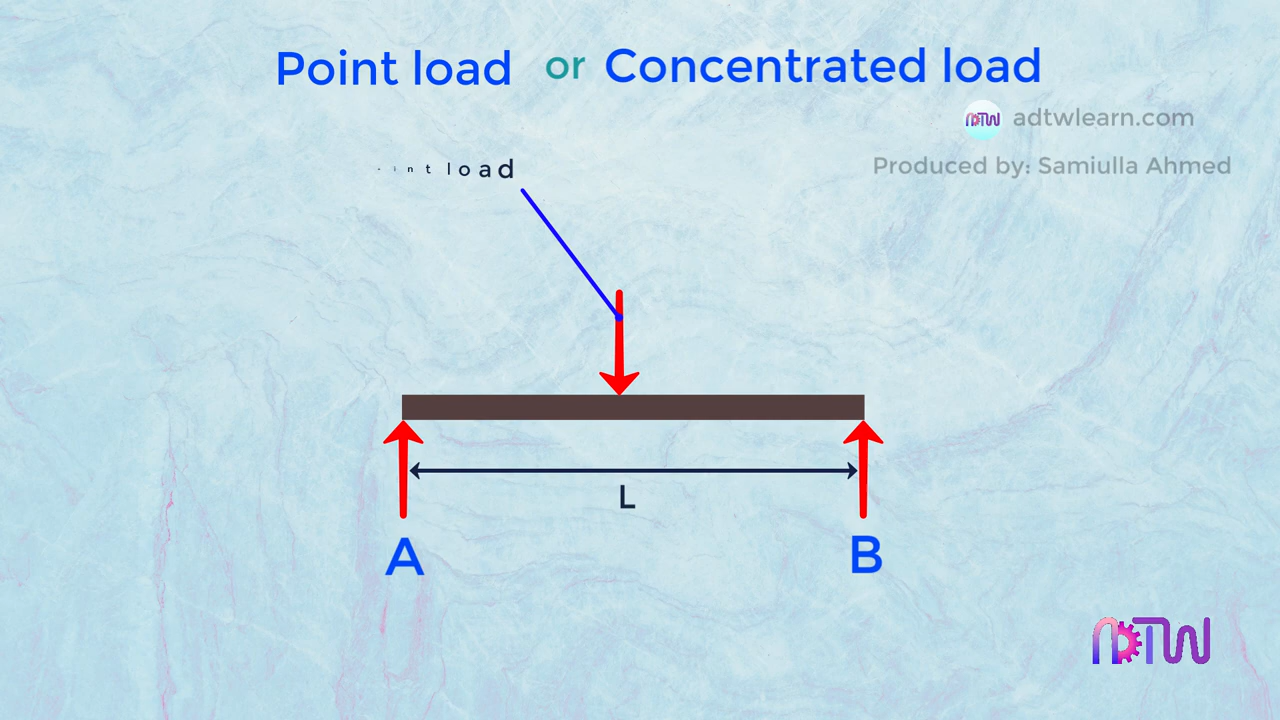 Point load or Concentrated load
adtwlearn.com
Produced by: Samiulla Ahmed
load
L
A B